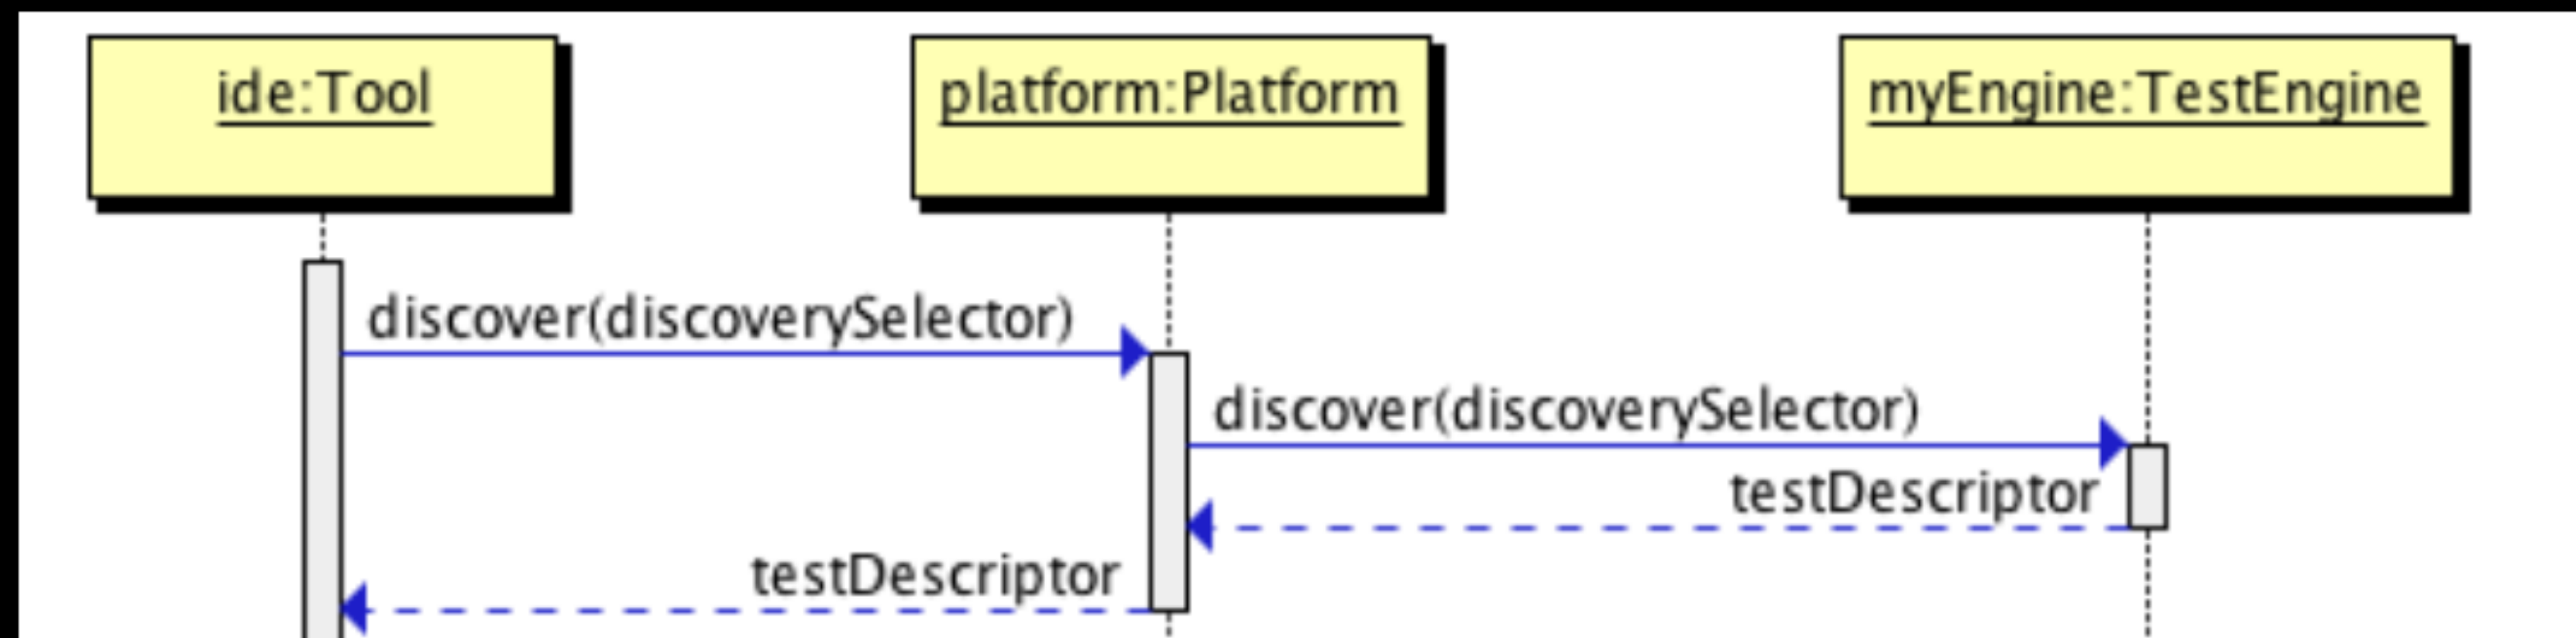 ide:Tool
platform:Platform
myEngine:TestEngine
discover(discoverySelector)
discover(discoverySelector)
testDescriptor
testDescriptor